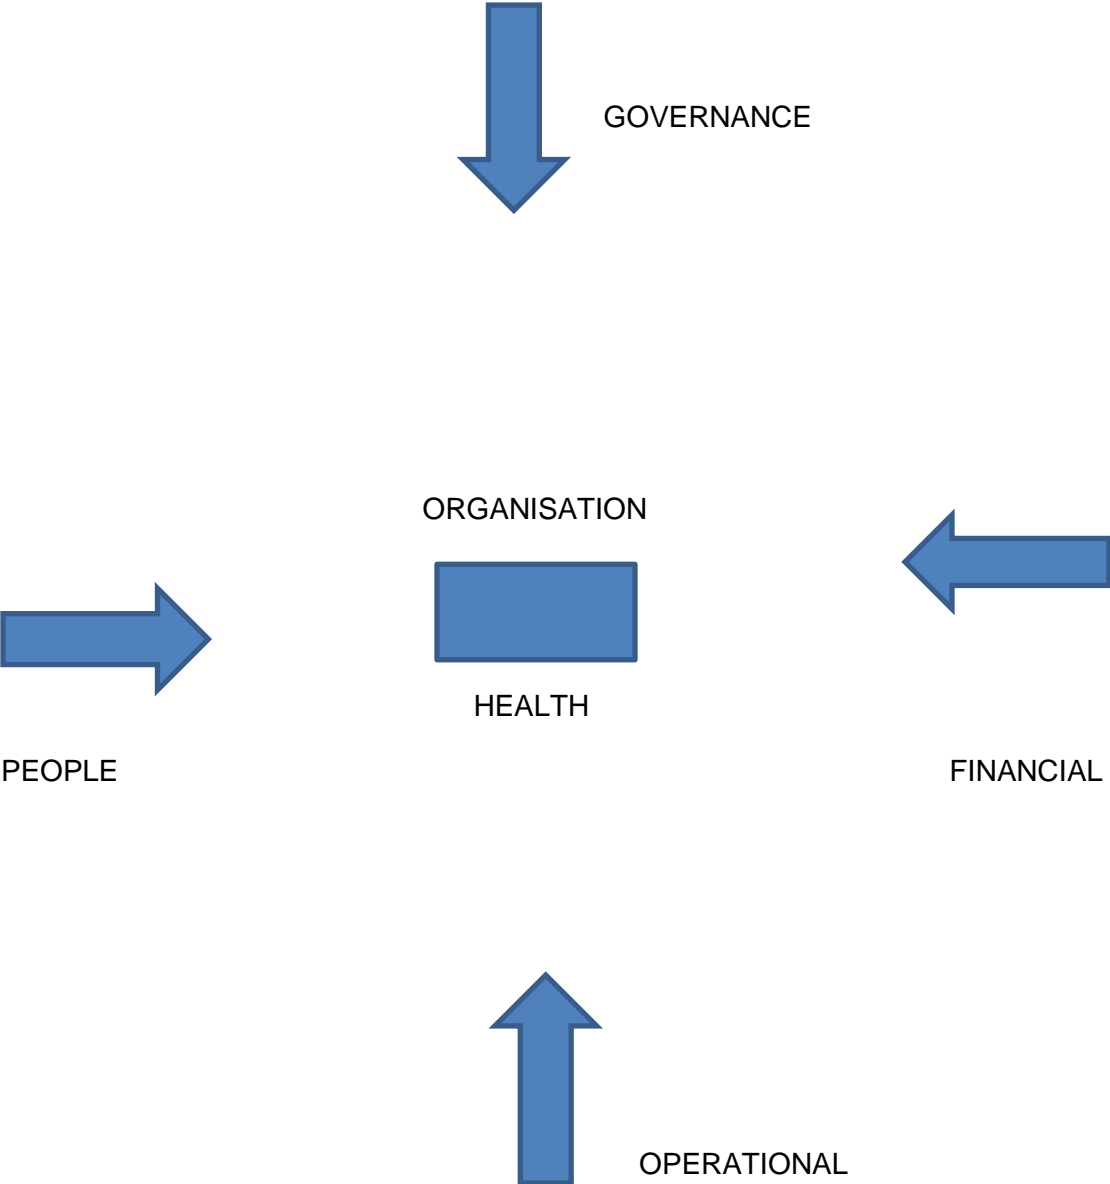 GOVERNANCE
ORGANISATION
HEALTH
PEOPLE
FINANCIAL
OPERATIONAL